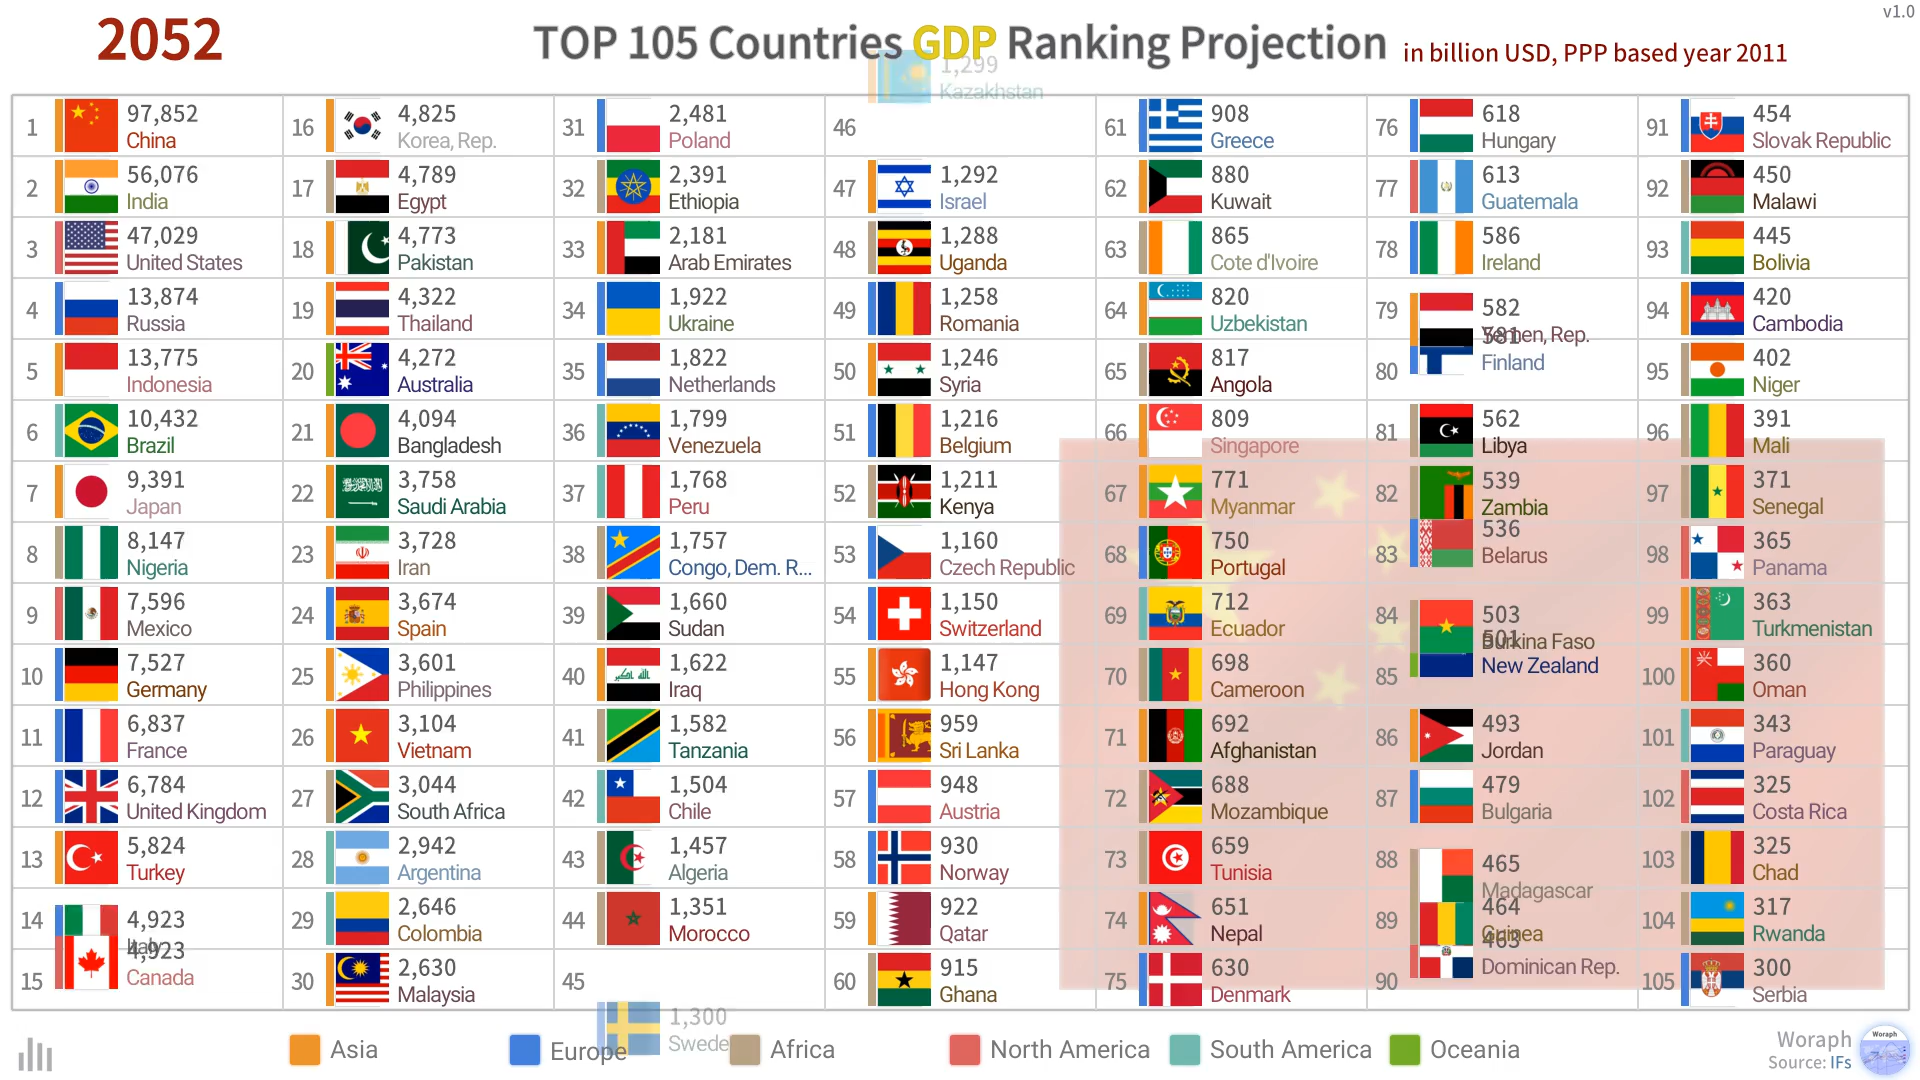 2052
TOP 105 Countries GDP Ranking Projection in billion USD, PPP based year 2011
v1.0
1,299
Kazakhstan
1 97,852 China
2 56,076 India
3 47,029 United States
4 13,874 Russia
5 13,775 Indonesia
6 10,432 Brazil
7 9,391 Japan
8 8,147 Nigeria
9 7,596 Mexico
10 7,527 Germany
11 6,837 France
12 6,784 United Kingdom
13 5,824 Turkey
14 4,923 Italy
15 4,923 Canada
16 4,825 Korea, Rep.
17 4,789 Egypt
18 4,773 Pakistan
19 4,322 Thailand
20 4,272 Australia
21 4,094 Bangladesh
22 3,758 Saudi Arabia
23 3,728 Iran
24 3,674 Spain
25 3,601 Philippines
26 3,104 Vietnam
27 3,044 South Africa
28 2,942 Argentina
29 2,646 Colombia
30 2,630 Malaysia
31 2,481 Poland
32 2,391 Ethiopia
33 2,181 Arab Emirates
34 1,922 Ukraine
35 1,822 Netherlands
36 1,799 Venezuela
37 1,768 Peru
38 1,757 Congo, Dem. R...
39 1,660 Sudan
40 1,622 Iraq
41 1,582 Tanzania
42 1,504 Chile
43 1,457 Algeria
44 1,351 Morocco
45
1,300 Swede
46
47 1,292 Israel
48 1,288 Uganda
49 1,258 Romania
50 1,246 Syria
51 1,216 Belgium
52 1,211 Kenya
53 1,160 Czech Republic
54 1,150 Switzerland
55 1,147 Hong Kong
56 959 Sri Lanka
57 948 Austria
58 930 Norway
59 922 Qatar
60 915 Ghana
61 908 Greece
62 880 Kuwait
63 865 Cote d'Ivoire
64 820 Uzbekistan
65 817 Angola
66 809 Singapore
67 771 Myanmar
68 750 Portugal
69 712 Ecuador
70 698 Cameroon
71 692 Afghanistan
72 688 Mozambique
73 659 Tunisia
74 651 Nepal
75 630 Denmark
76 618 Hungary
77 613 Guatemala
78 586 Ireland
79 582 Yemen, Rep.
80 581 Finland
81 562 Libya
82 539 Zambia
83 536 Belarus
84 503 Burkina Faso
85 501 New Zealand
86 493 Jordan
87 479 Bulgaria
88 465 Madagascar
89 464 Guinea
90 463 Dominican Rep.
91 454 Slovak Republic
92 450 Malawi
93 445 Bolivia
94 420 Cambodia
95 402 Niger
96 391 Mali
97 371 Senegal
98 365 Panama
99 363 Turkmenistan
100 360 Oman
101 343 Paraguay
102 325 Costa Rica
103 325 Chad
104 317 Rwanda
105 300 Serbia
Asia Europe Africa North America South America Oceania
Woraph
Source: IFs
Woraph